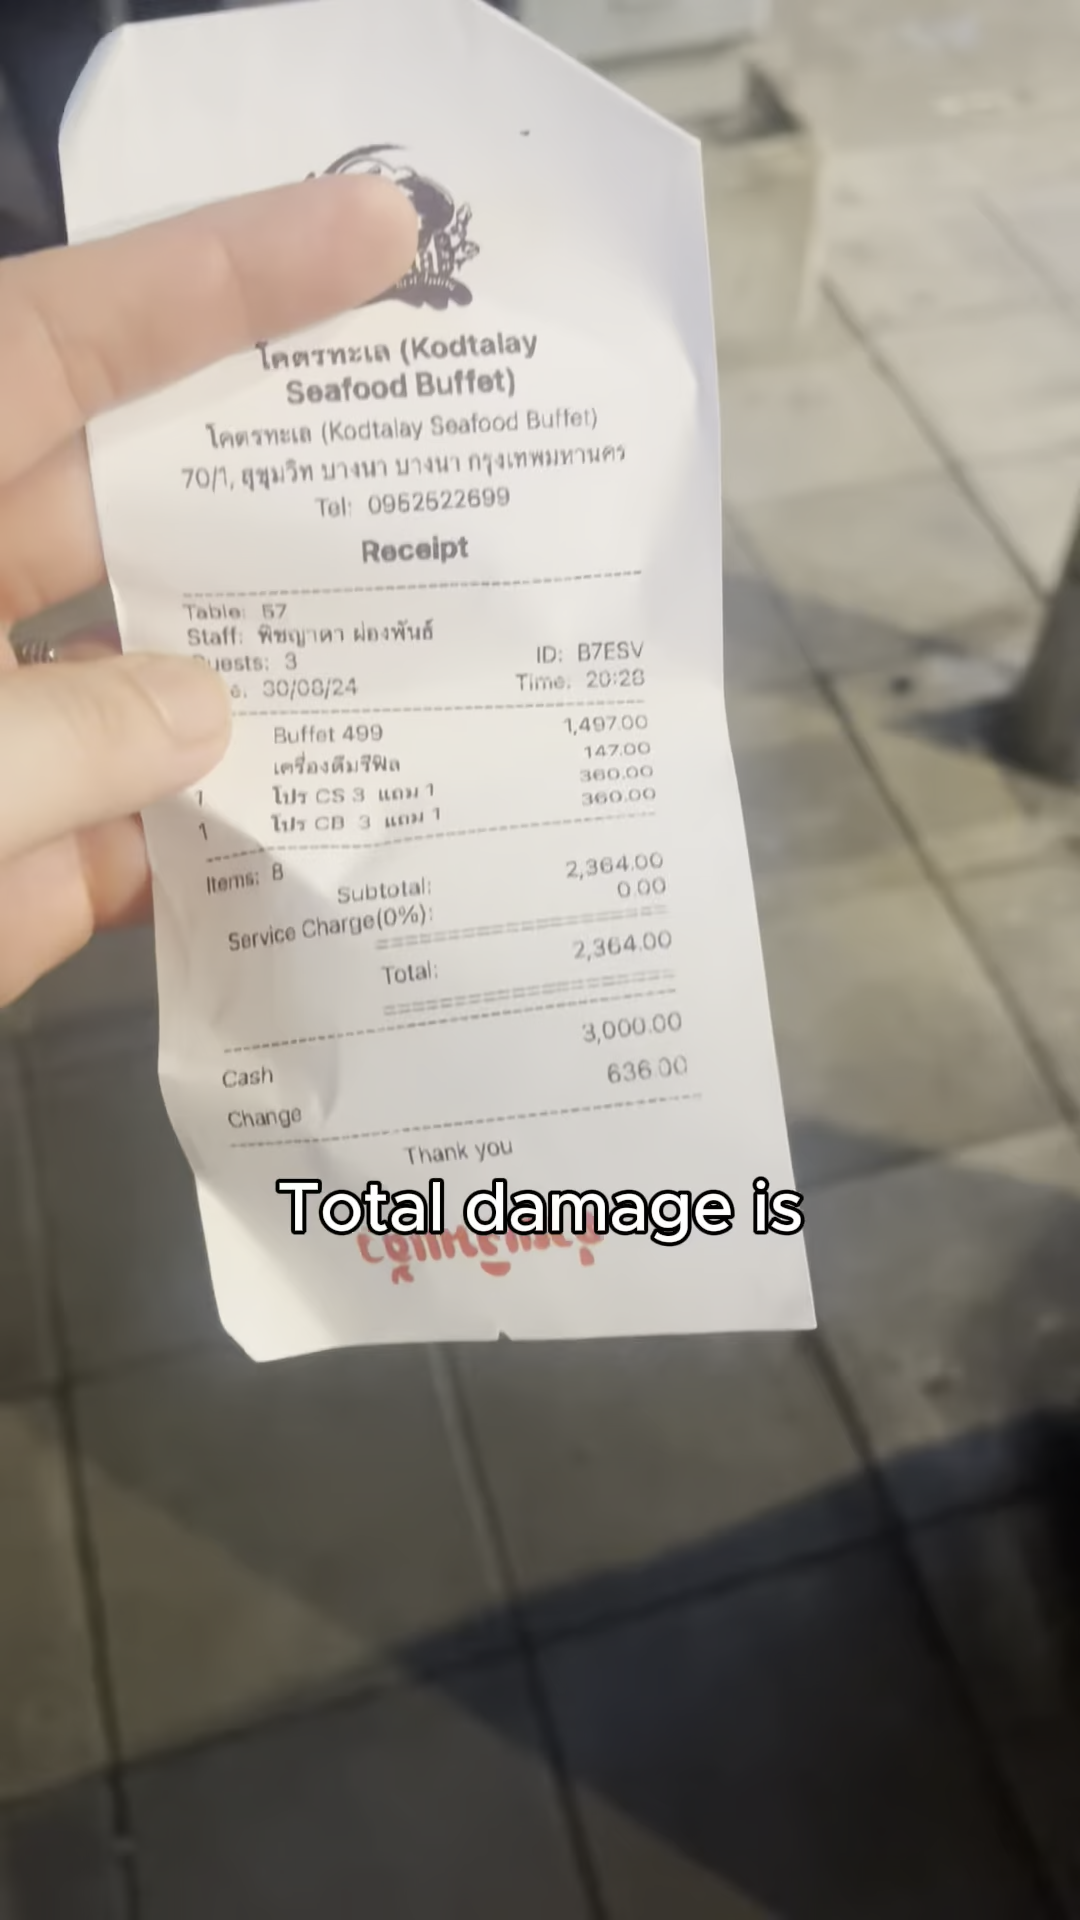 โคตรทะเล (Kodtalay
Seafood Buffet)
โคตรทะเล (Kodtalay Seafood Buffet)
70/1, สุขุมวิท บางนา บางนา กรุงเทพมหานคร
Tel: 0952522699
Receipt
Table: 57
Staff: พิชญาดา ผ่องพันธ์
Guests: 3 ID: B7ESV
30/08/24 Time: 20:28
Buffet 499 1,497.00
เครื่องดื่มรีฟิล 147.00
1 โปร CS 3 แถม 1 360.00
1 โปร CB 3 แถม 1 360.00
Items: 8
Subtotal: 2,364.00
Service Charge(0%): 0.00
Total: 2,364.00
Cash 3,000.00
Change 636.00
Thank you
Total damage is